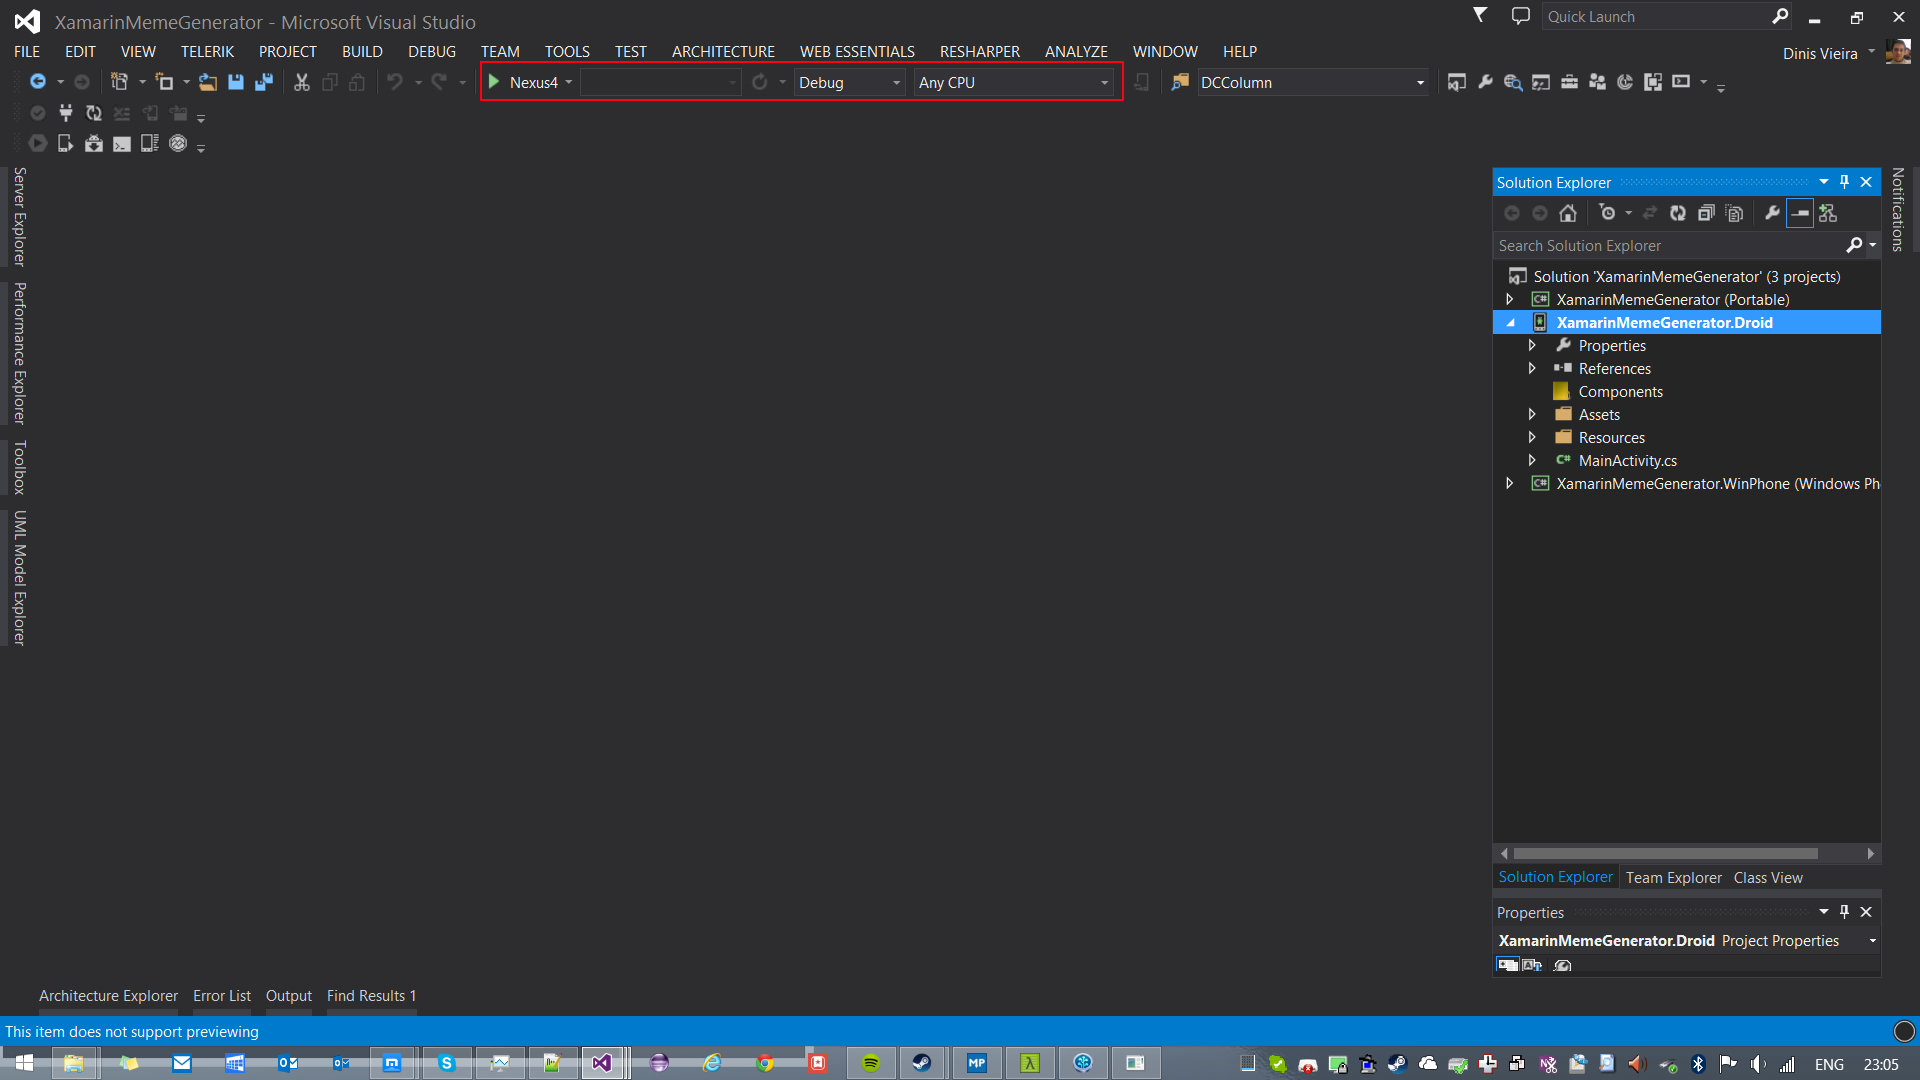 XamarinMemeGenerator - Microsoft Visual Studio
Quick Launch
FILE EDIT VIEW TELERIK PROJECT BUILD DEBUG TEAM TOOLS TEST ARCHITECTURE WEB ESSENTIALS RESHARPER ANALYZE WINDOW HELP
Dinis Vieira
Nexus4 Debug Any CPU DCColumn
Server Explorer
Performance Explorer
Toolbox
UML Model Explorer
Solution Explorer
Search Solution Explorer
Solution 'XamarinMemeGenerator' (3 projects)
C# XamarinMemeGenerator (Portable)
XamarinMemeGenerator.Droid
Properties
References
Components
Assets
Resources
C# MainActivity.cs
C# XamarinMemeGenerator.WinPhone (Windows Ph
Solution Explorer Team Explorer Class View
Properties
XamarinMemeGenerator.Droid Project Properties
Notifications
Architecture Explorer Error List Output Find Results 1
This item does not support previewing
MP
ENG 23:05